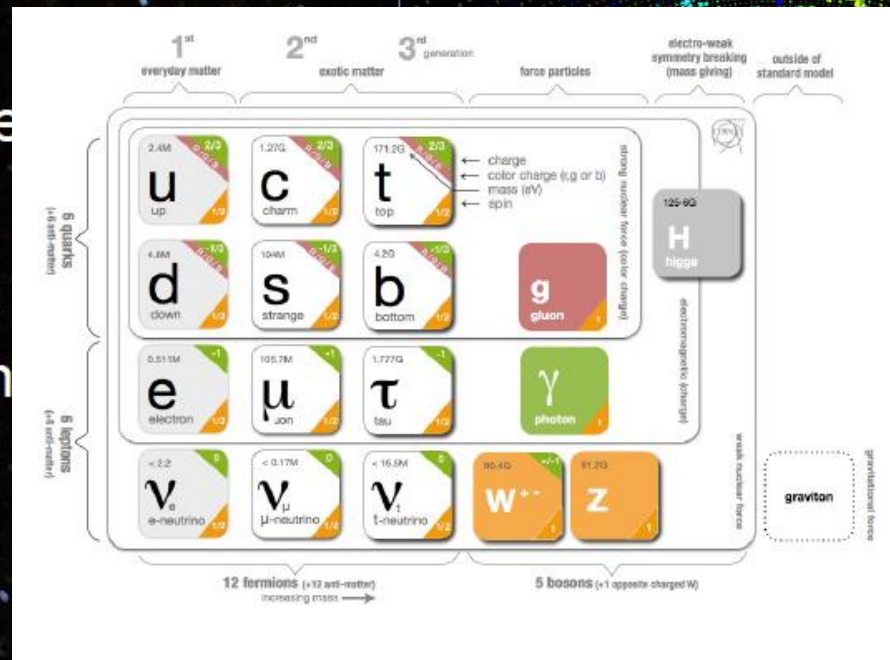 1st
2nd
3rd generation
everyday matter
exotic matter
force particles
electro-weak
symmetry breaking
(mass giving)
outside of
standard model
6 quarks
(+6 anti-matter)
2.4M 2/3
r/g/b
u
up 1/2
1.27G 2/3
r/g/b
c
charm 1/2
171.2G 2/3
r/g/b
t
top 1/2
charge
color charge (r,g or b)
mass (eV)
spin
strong nuclear force (color charge)
CERN
125-6G
H
higgs
4.8M -1/3
r/g/b
d
down 1/2
104M -1/3
r/g/b
s
strange 1/2
4.2G -1/3
r/g/b
b
bottom 1/2
g
gluon
1
electromagnetic (charge)
6 leptons
(+6 anti-matter)
0.511M -1
e
electron 1/2
105.7M -1
μ
uon 1/2
1.777G -1
τ
tau 1/2
γ
photon
1
weak nuclear force
< 2.2 0
νe
e-neutrino 1/2
< 0.17M 0
νμ
μ-neutrino 1/2
< 15.5M 0
νt
t-neutrino 1/2
80.4G +/-1
W+-
1
91.2G
Z
1
graviton
gravitational force
12 fermions (+12 anti-matter)
increasing mass
5 bosons (+1 opposite charged W)